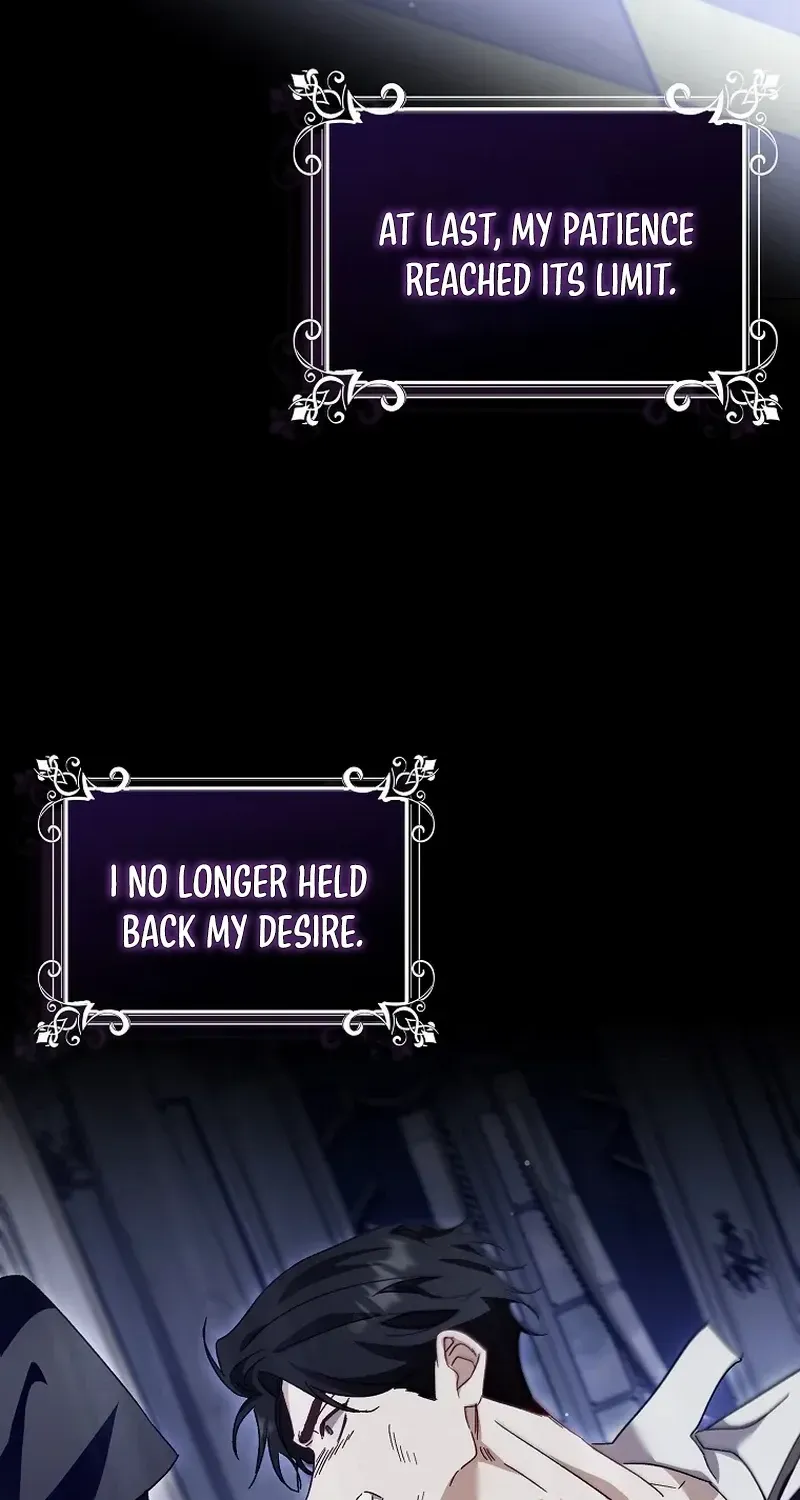 AT LAST, MY PATIENCE
REACHED ITS LIMIT.
I NO LONGER HELD
BACK MY DESIRE.